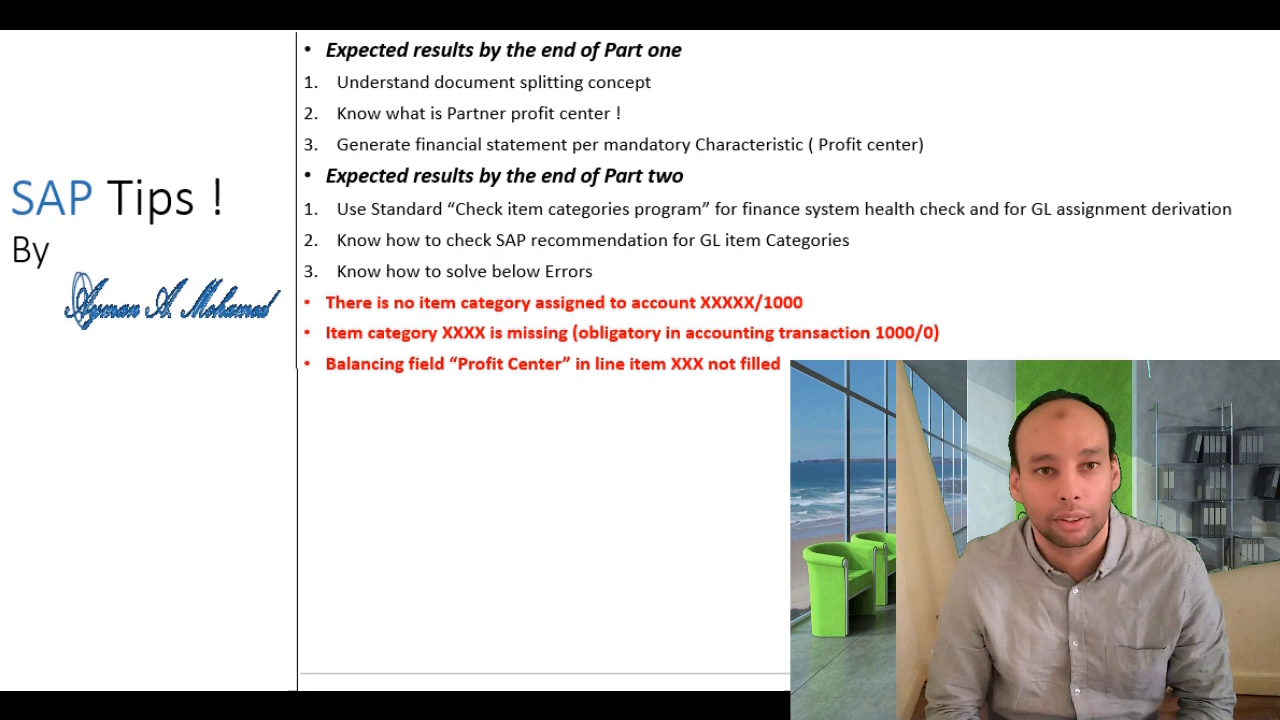 SAP Tips !
By
Ayman A. Mohamed
• Expected results by the end of Part one
1. Understand document splitting concept
2. Know what is Partner profit center !
3. Generate financial statement per mandatory Characteristic ( Profit center)
• Expected results by the end of Part two
1. Use Standard “Check item categories program” for finance system health check and for GL assignment derivation
2. Know how to check SAP recommendation for GL item Categories
3. Know how to solve below Errors
• There is no item category assigned to account XXXXX/1000
• Item category XXXX is missing (obligatory in accounting transaction 1000/0)
• Balancing field “Profit Center” in line item XXX not filled